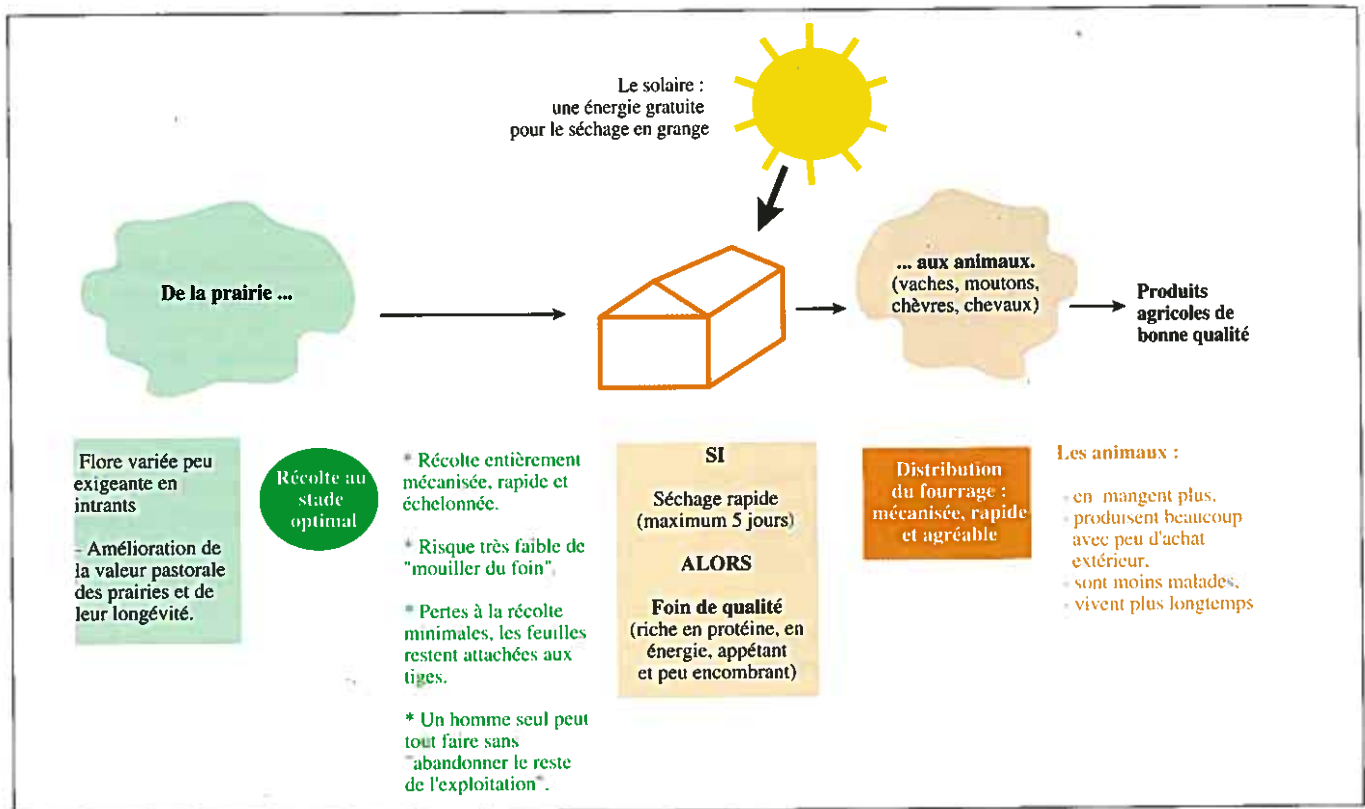 Le solaire :
une énergie gratuite
pour le séchage en grange
De la prairie ...
... aux animaux.
(vaches, moutons,
chèvres, chevaux)
Produits
agricoles de
bonne qualité
Flore variée peu
exigeante en
intrants
- Amélioration de
la valeur pastorale
des prairies et de
leur longévité.
Récolte au
stade
optimal
* Récolte entièrement
mécanisée, rapide et
échelonnée.
* Risque très faible de
"mouiller du foin".
* Pertes à la récolte
minimales, les feuilles
restent attachées aux
tiges.
* Un homme seul peut
tout faire sans
"abandonner le reste
de l'exploitation".
SI
Séchage rapide
(maximum 5 jours)
ALORS
Foin de qualité
(riche en protéine, en
énergie, appétant
et peu encombrant)
Distribution
du fourrage :
mécanisée, rapide
et agréable
Les animaux :
- en mangent plus,
- produisent beaucoup
avec peu d'achat
extérieur,
- sont moins malades,
- vivent plus longtemps